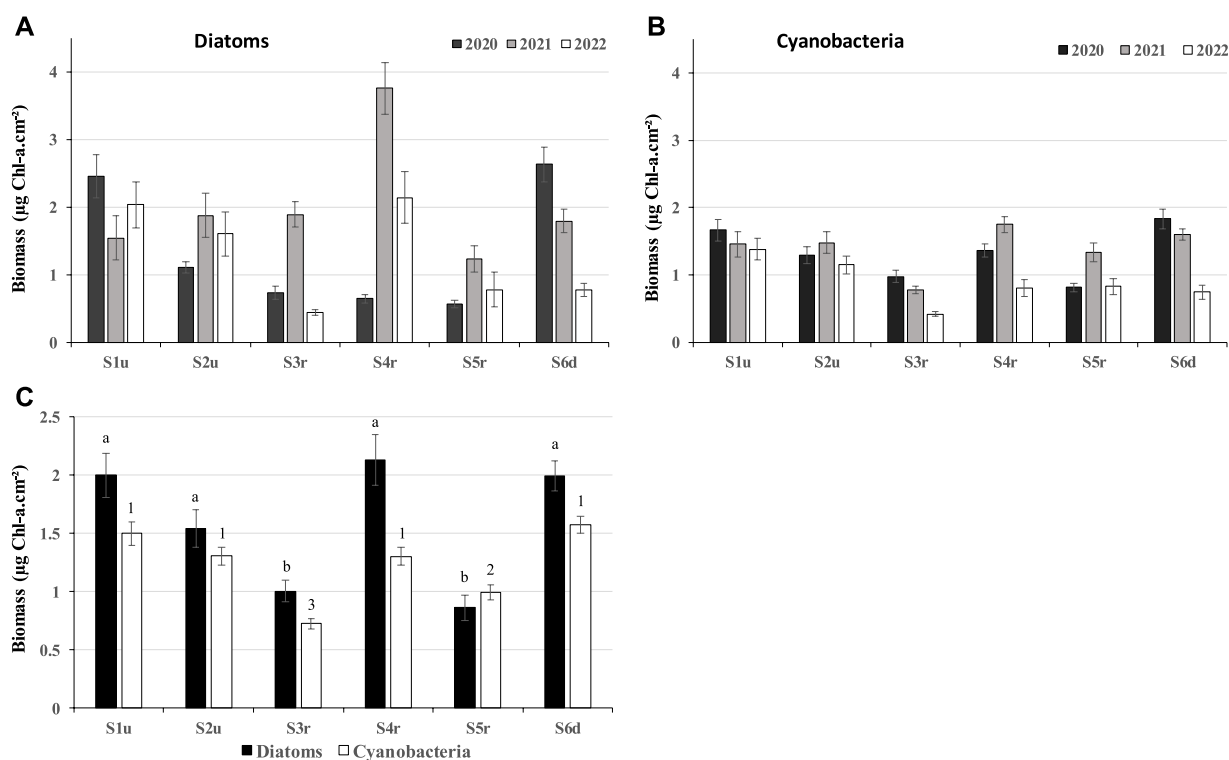 A
Diatoms
2020 2021 2022
Biomass (µg Chl-a.cm⁻²)
4
3
2
1
0
S1u S2u S3r S4r S5r S6d
B
Cyanobacteria
2020 2021 2022
Biomass (µg Chl-a.cm⁻²)
4
3
2
1
0
S1u S2u S3r S4r S5r S6d
C
Biomass (µg Chl-a.cm⁻²)
2.5
2
1.5
1
0.5
0
a 1 a 1 b 3 a 1 b 2 a 1
S1u S2u S3r S4r S5r S6d
Diatoms Cyanobacteria